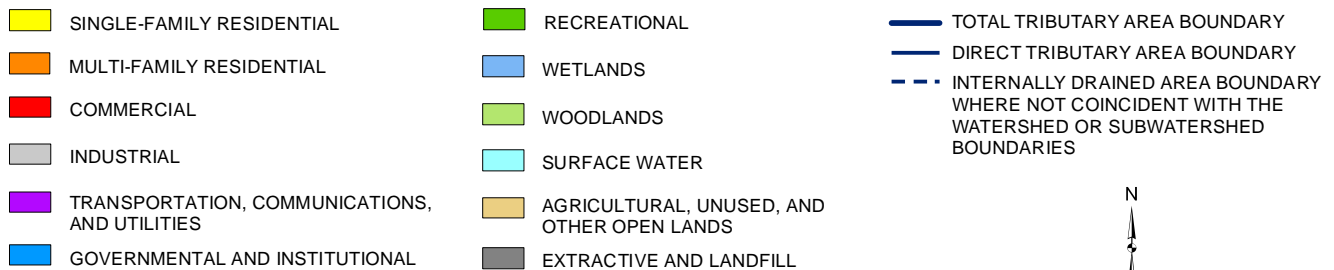 SINGLE-FAMILY RESIDENTIAL
MULTI-FAMILY RESIDENTIAL
COMMERCIAL
INDUSTRIAL
TRANSPORTATION, COMMUNICATIONS,
AND UTILITIES
GOVERNMENTAL AND INSTITUTIONAL
RECREATIONAL
WETLANDS
WOODLANDS
SURFACE WATER
AGRICULTURAL, UNUSED, AND
OTHER OPEN LANDS
EXTRACTIVE AND LANDFILL
TOTAL TRIBUTARY AREA BOUNDARY
DIRECT TRIBUTARY AREA BOUNDARY
INTERNALLY DRAINED AREA BOUNDARY
WHERE NOT COINCIDENT WITH THE
WATERSHED OR SUBWATERSHED
BOUNDARIES
N